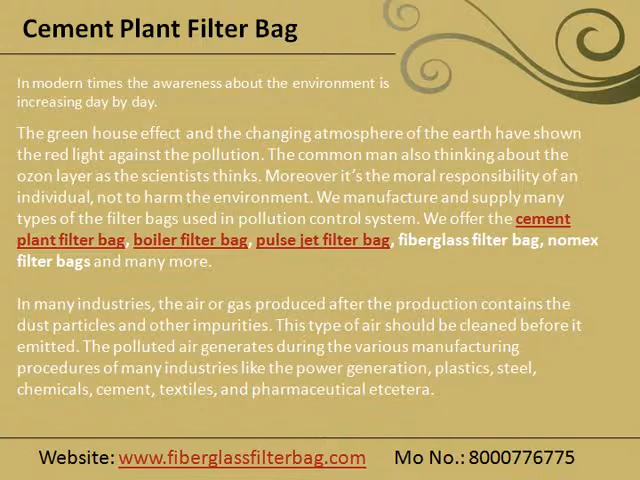 Cement Plant Filter Bag
In modern times the awareness about the environment is
increasing day by day.
The green house effect and the changing atmosphere of the earth have shown
the red light against the pollution. The common man also thinking about the
ozon layer as the scientists thinks. Moreover it's the moral responsibility of an
individual, not to harm the environment. We manufacture and supply many
types of the filter bags used in pollution control system. We offer the cement
plant filter bag, boiler filter bag, pulse jet filter bag, fiberglass filter bag, nomex
filter bags and many more.
In many industries, the air or gas produced after the production contains the
dust particles and other impurities. This type of air should be cleaned before it
emitted. The polluted air generates during the various manufacturing
procedures of many industries like the power generation, plastics, steel,
chemicals, cement, textiles, and pharmaceutical etcetera.
Website: www.fiberglassfilterbag.com Mo No.: 8000776775